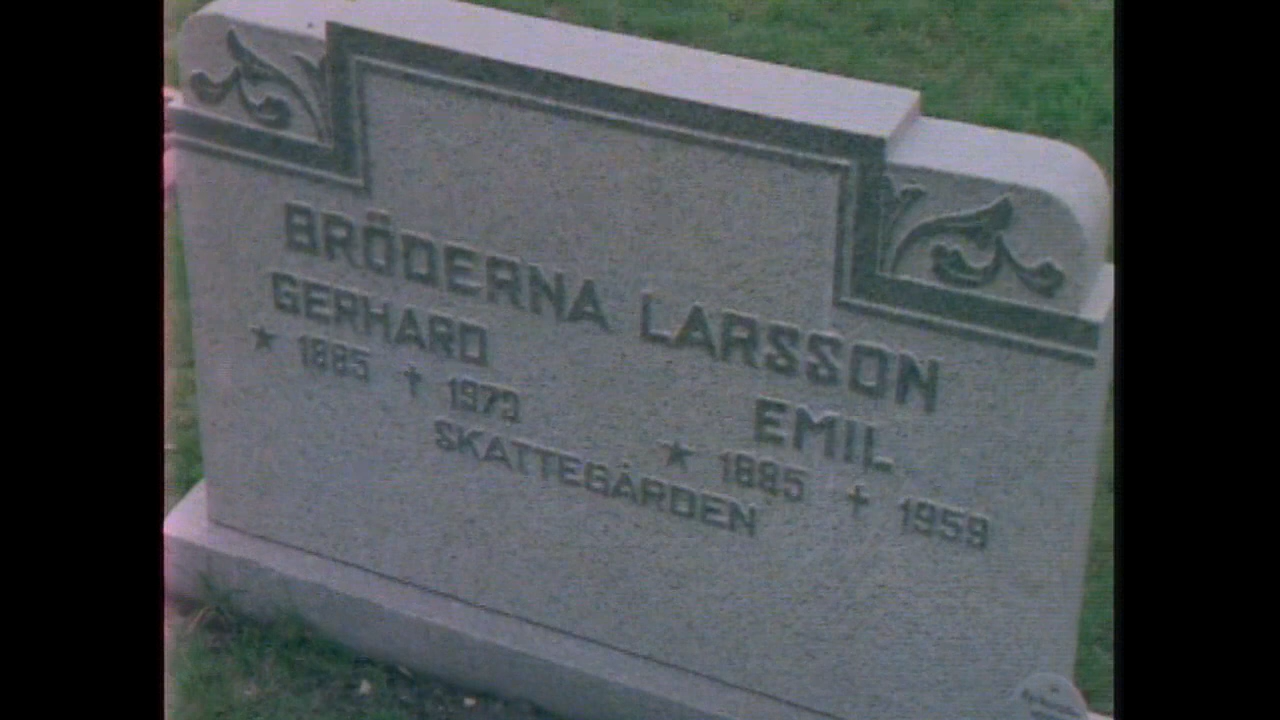 BRÖDERNA LARSSON
GERHARD EMIL
★ 1885 † 1973 ★ 1885 † 1959
SKATTEGÅRDEN